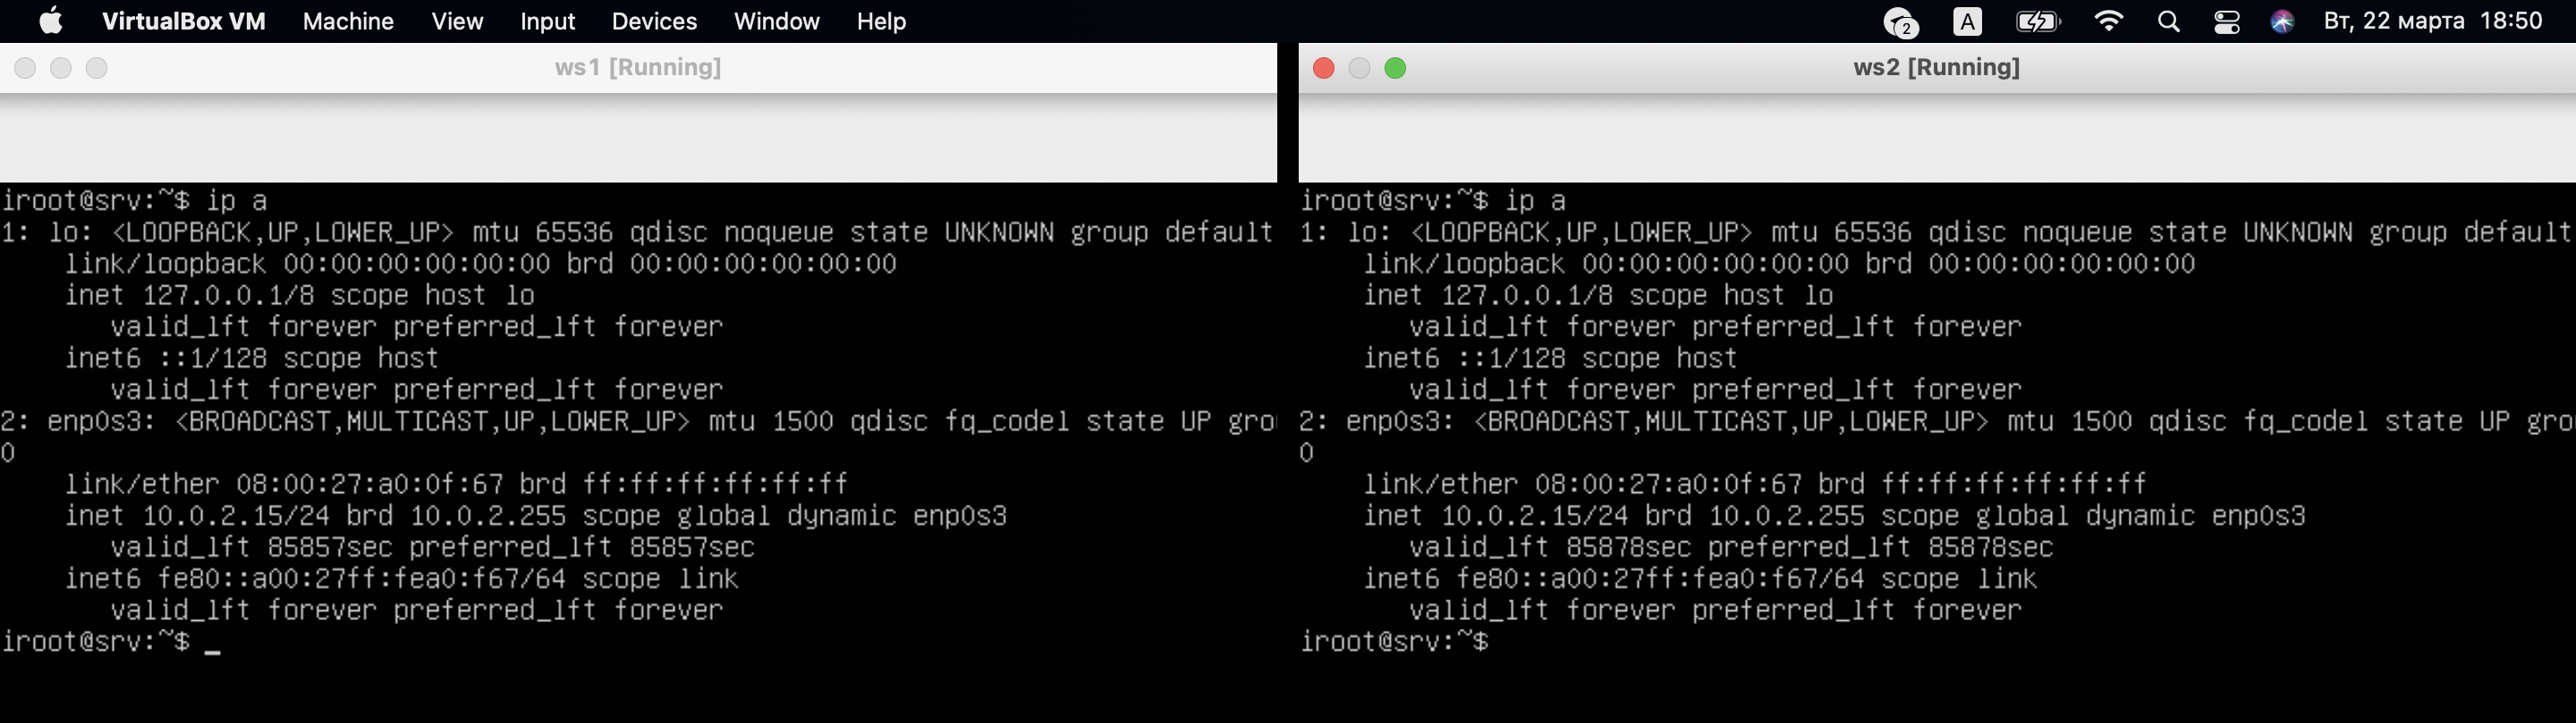 VirtualBox VM Machine View Input Devices Window Help 2 A Вт, 22 марта 18:50
ws1 [Running]
iroot@srv:~$ ip a
1: lo: <LOOPBACK,UP,LOWER_UP> mtu 65536 qdisc noqueue state UNKNOWN group default
link/loopback 00:00:00:00:00:00 brd 00:00:00:00:00:00
inet 127.0.0.1/8 scope host lo
valid_lft forever preferred_lft forever
inet6 ::1/128 scope host
valid_lft forever preferred_lft forever
2: enp0s3: <BROADCAST,MULTICAST,UP,LOWER_UP> mtu 1500 qdisc fq_codel state UP gro
0
link/ether 08:00:27:a0:0f:67 brd ff:ff:ff:ff:ff:ff
inet 10.0.2.15/24 brd 10.0.2.255 scope global dynamic enp0s3
valid_lft 85857sec preferred_lft 85857sec
inet6 fe80::a00:27ff:fea0:f67/64 scope link
valid_lft forever preferred_lft forever
iroot@srv:~$ _
ws2 [Running]
iroot@srv:~$ ip a
1: lo: <LOOPBACK,UP,LOWER_UP> mtu 65536 qdisc noqueue state UNKNOWN group default
link/loopback 00:00:00:00:00:00 brd 00:00:00:00:00:00
inet 127.0.0.1/8 scope host lo
valid_lft forever preferred_lft forever
inet6 ::1/128 scope host
valid_lft forever preferred_lft forever
2: enp0s3: <BROADCAST,MULTICAST,UP,LOWER_UP> mtu 1500 qdisc fq_codel state UP gro
0
link/ether 08:00:27:a0:0f:67 brd ff:ff:ff:ff:ff:ff
inet 10.0.2.15/24 brd 10.0.2.255 scope global dynamic enp0s3
valid_lft 85878sec preferred_lft 85878sec
inet6 fe80::a00:27ff:fea0:f67/64 scope link
valid_lft forever preferred_lft forever
iroot@srv:~$